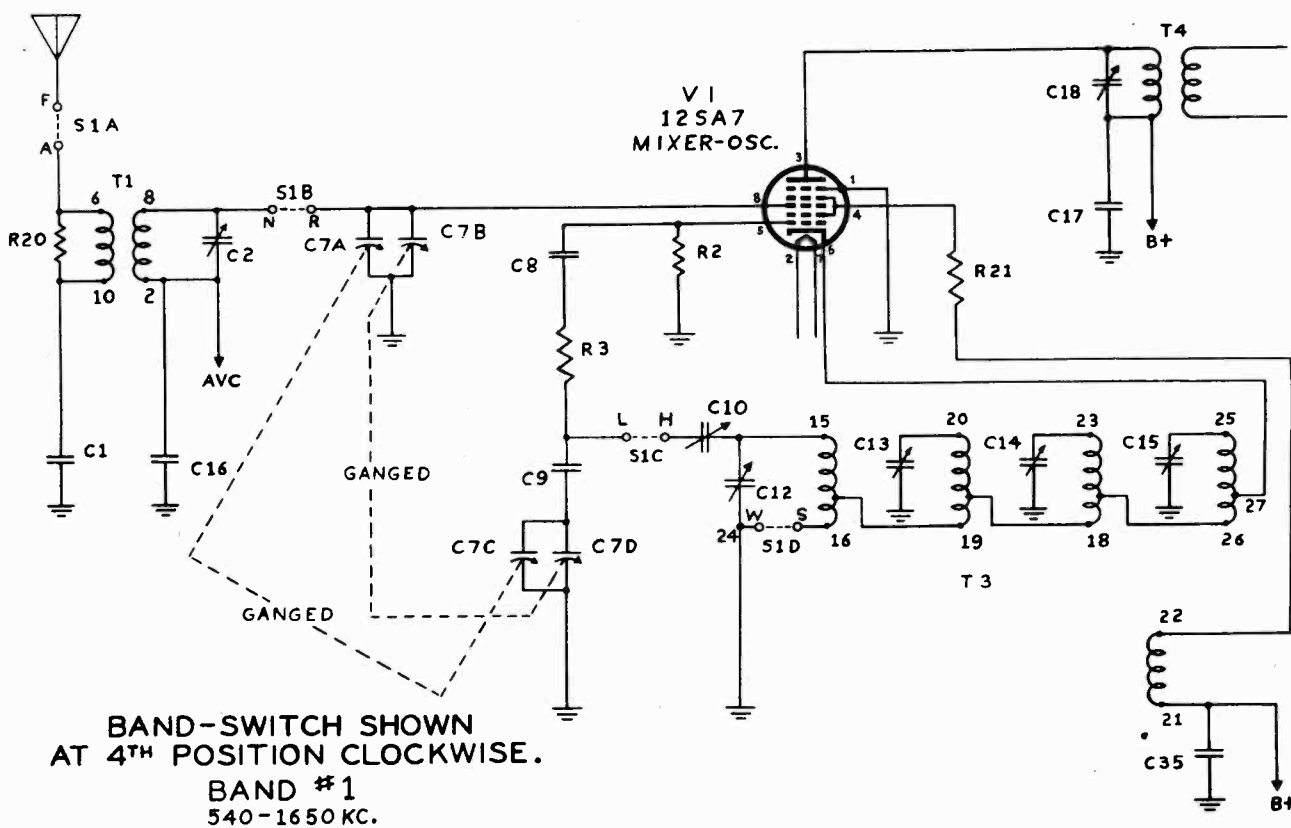 T4
C18
V1
12SA7
MIXER-OSC.
F
S1A
A
3
1
8
4
5
2
7
6
C17
B+
6
T1
8
S1B
N
R
R20
C2
C7A
C7B
C8
R2
R21
10
2
AVC
R3
C1
C16
GANGED
L
H
S1C
C10
15
C13
20
C14
23
C15
25
C9
C12
27
24
W
S
S1D
16
19
18
26
C7C
C7D
T3
GANGED
22
21
C35
B+
BAND-SWITCH SHOWN
AT 4TH POSITION CLOCKWISE.
BAND #1
540-1650 KC.